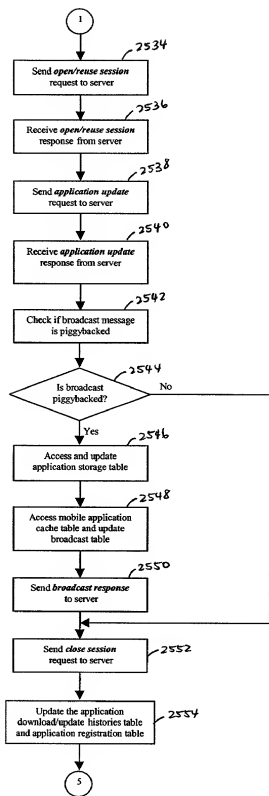 1
2534
Send open/reuse session
request to server
2536
Receive open/reuse session
response from server
2538
Send application update
request to server
2540
Receive application update
response from server
2542
Check if broadcast message
is piggybacked
2544
Is broadcast
piggybacked?
No
Yes
2546
Access and update
application storage table
2548
Access mobile application
cache table and update
broadcast table
2550
Send broadcast response
to server
Send close session
request to server
2552
Update the application
download/update histories table
and application registration table
2554
5